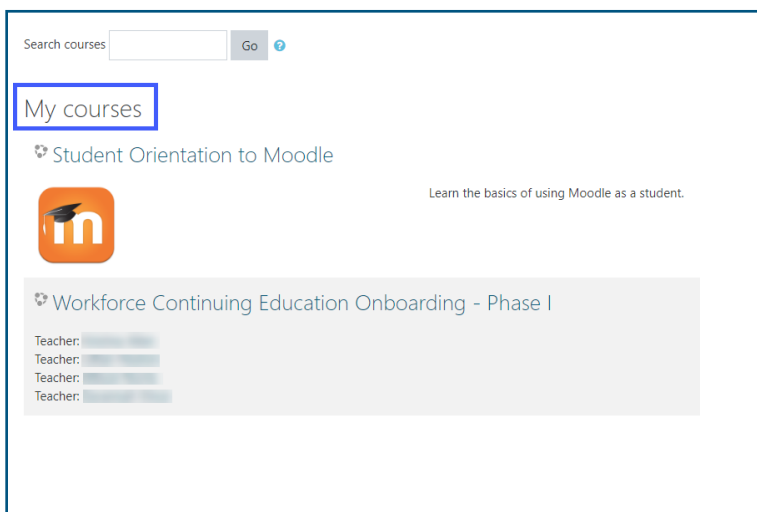 Search courses Go
My courses
Student Orientation to Moodle
Learn the basics of using Moodle as a student.
m
Workforce Continuing Education Onboarding - Phase I
Teacher:
Teacher:
Teacher:
Teacher: